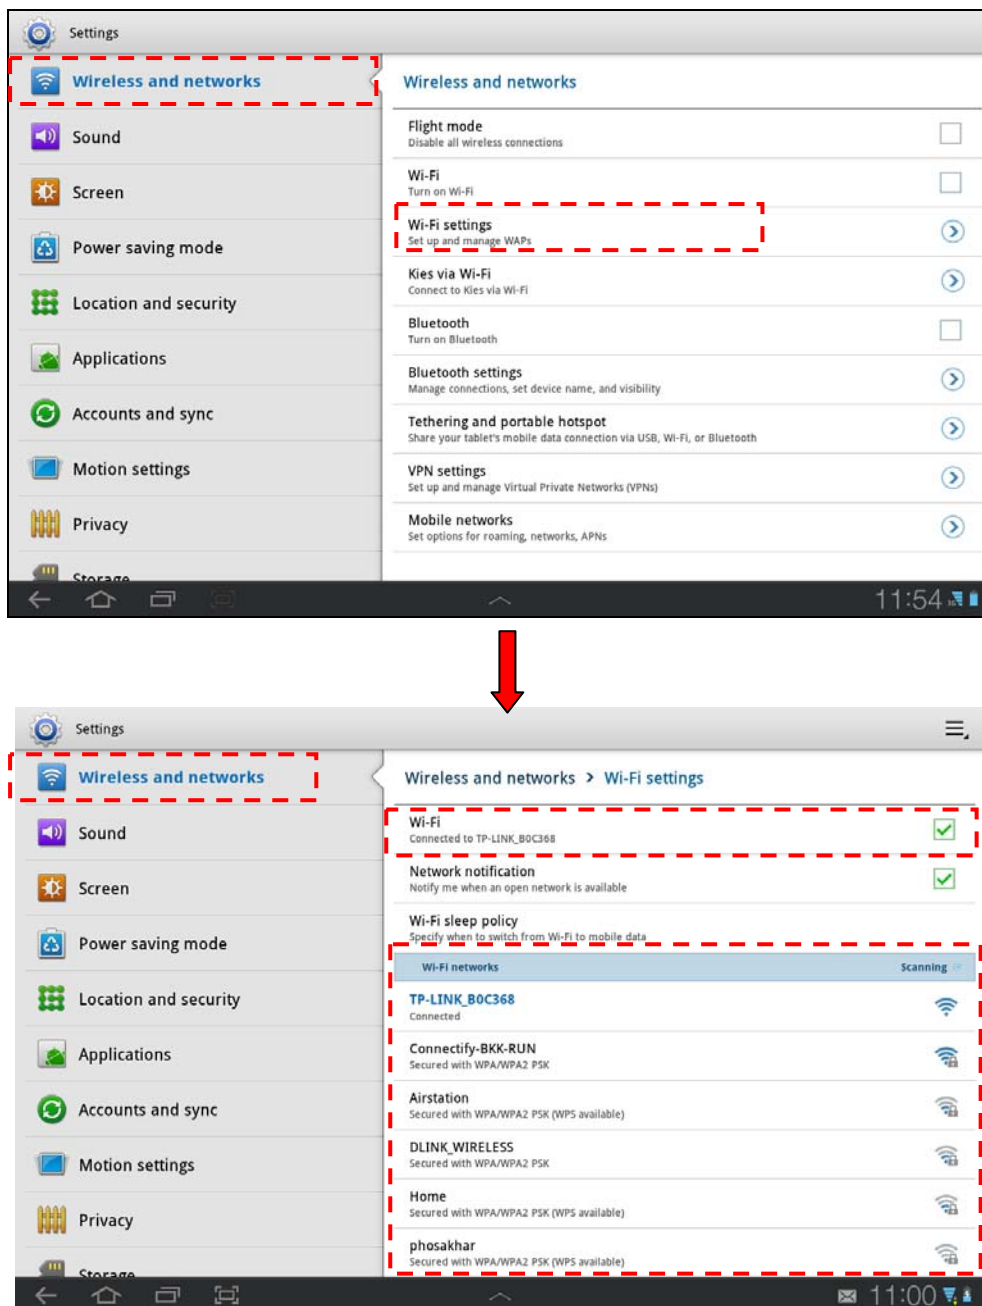 Settings
Wireless and networks
Sound
Screen
Power saving mode
Location and security
Applications
Accounts and sync
Motion settings
Privacy
Storage
Wireless and networks
Flight mode
Disable all wireless connections
Wi-Fi
Turn on Wi-Fi
Wi-Fi settings
Set up and manage WAPs
Kies via Wi-Fi
Connect to Kies via Wi-Fi
Bluetooth
Turn on Bluetooth
Bluetooth settings
Manage connections, set device name, and visibility
Tethering and portable hotspot
Share your tablet's mobile data connection via USB, Wi-Fi, or Bluetooth
VPN settings
Set up and manage Virtual Private Networks (VPNs)
Mobile networks
Set options for roaming, networks, APNs
11:54
Settings
Wireless and networks
Sound
Screen
Power saving mode
Location and security
Applications
Accounts and sync
Motion settings
Privacy
Storage
Wireless and networks > Wi-Fi settings
Wi-Fi
Connected to TP-LINK_B0C368
Network notification
Notify me when an open network is available
Wi-Fi sleep policy
Specify when to switch from Wi-Fi to mobile data
Wi-Fi networks Scanning
TP-LINK_B0C368
Connected
Connectify-BKK-RUN
Secured with WPA/WPA2 PSK
Airstation
Secured with WPA/WPA2 PSK (WPS available)
DLINK_WIRELESS
Secured with WPA/WPA2 PSK
Home
Secured with WPA/WPA2 PSK (WPS available)
phosakhar
Secured with WPA/WPA2 PSK (WPS available)
11:00